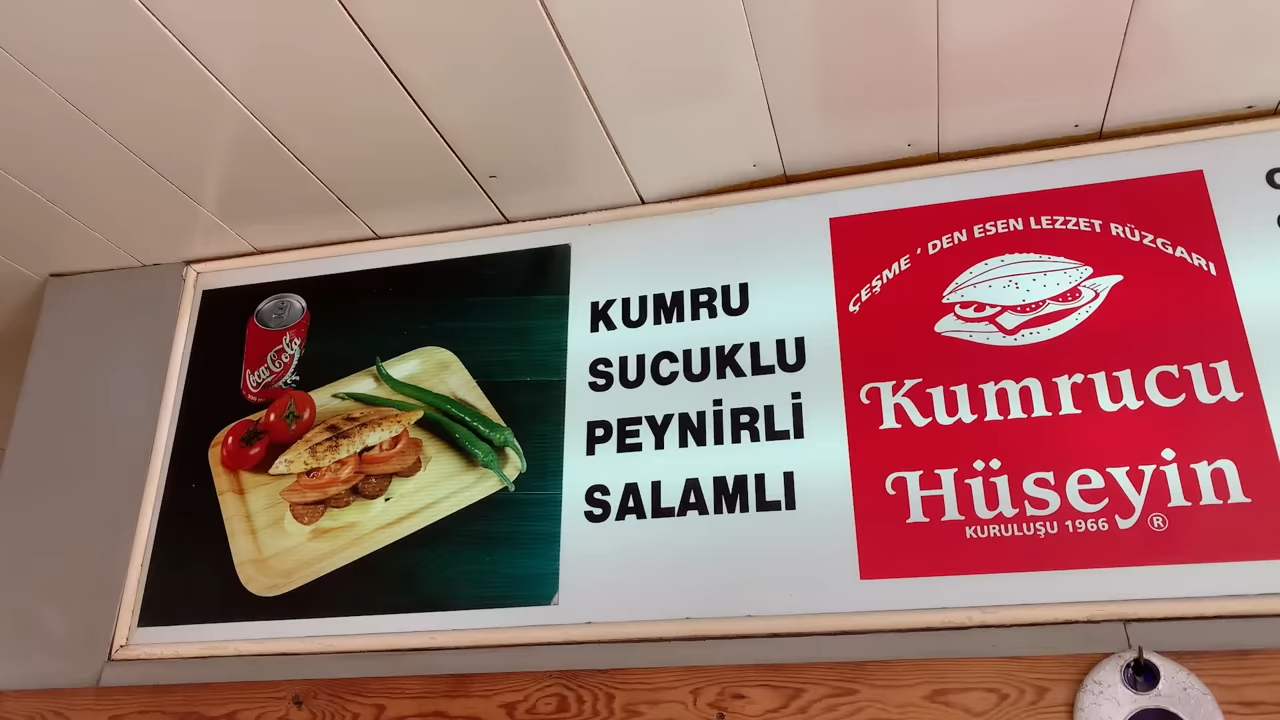 Coca-Cola
KUMRU
SUCUKLU
PEYNİRLİ
SALAMLI
ÇEŞME ' DEN ESEN LEZZET RÜZGARI
Kumrucu
Hüseyin
KURULUŞU 1966 ®